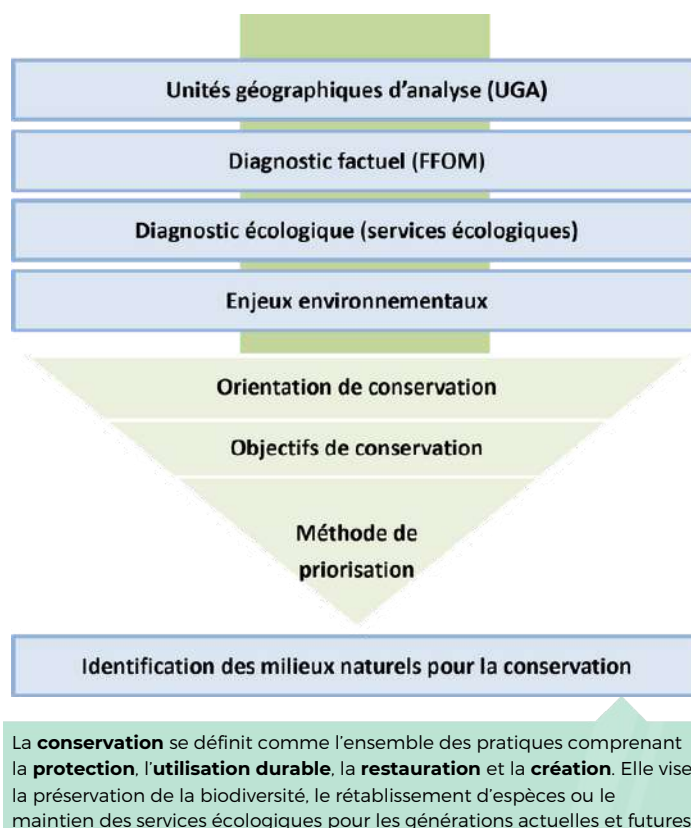 Unités géographiques d'analyse (UGA)
Diagnostic factuel (FFOM)
Diagnostic écologique (services écologiques)
Enjeux environnementaux
Orientation de conservation
Objectifs de conservation
Méthode de
priorisation
Identification des milieux naturels pour la conservation
La conservation se définit comme l'ensemble des pratiques comprenant
la protection, l'utilisation durable, la restauration et la création. Elle vise
la préservation de la biodiversité, le rétablissement d'espèces ou le
maintien des services écologiques pour les générations actuelles et futures